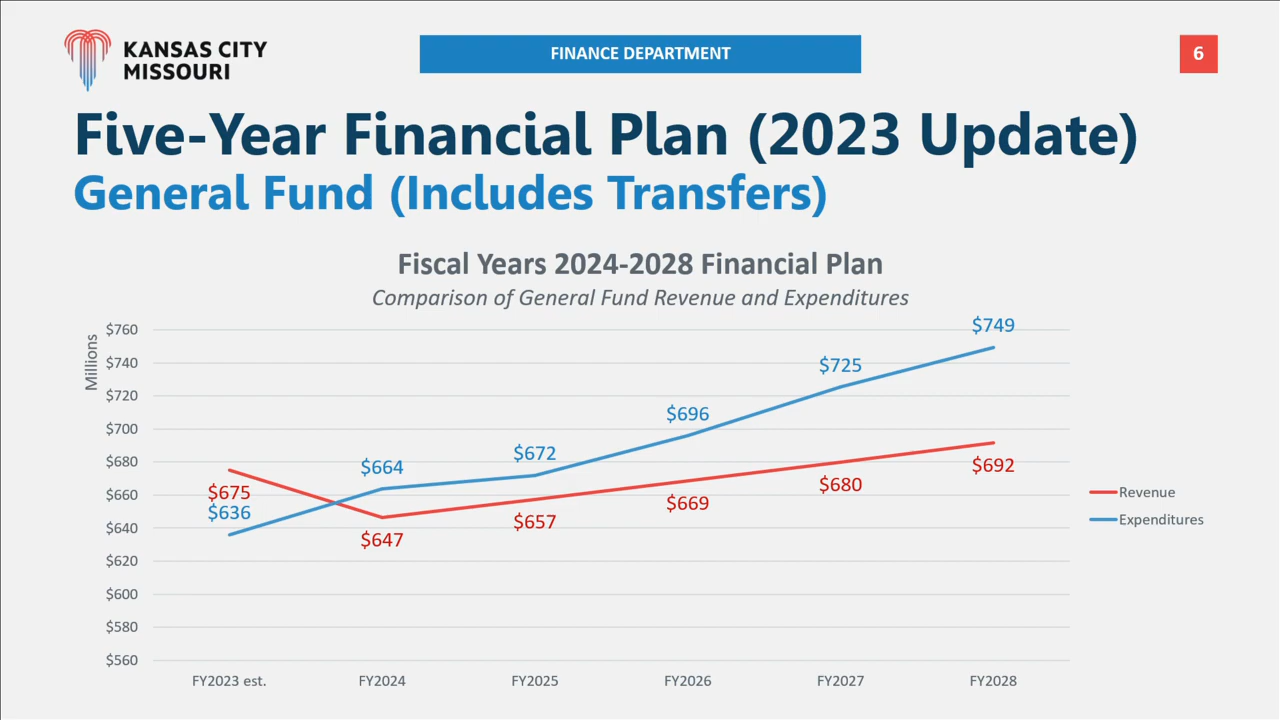 KANSAS CITY
MISSOURI
FINANCE DEPARTMENT
6
Five-Year Financial Plan (2023 Update)
General Fund (Includes Transfers)
Fiscal Years 2024-2028 Financial Plan
Comparison of General Fund Revenue and Expenditures
Millions
$760
$740
$720
$700
$680
$660
$640
$620
$600
$580
$560
$675
$636
$664
$647
$672
$657
$696
$669
$725
$680
$749
$692
Revenue
Expenditures
FY2023 est.
FY2024
FY2025
FY2026
FY2027
FY2028